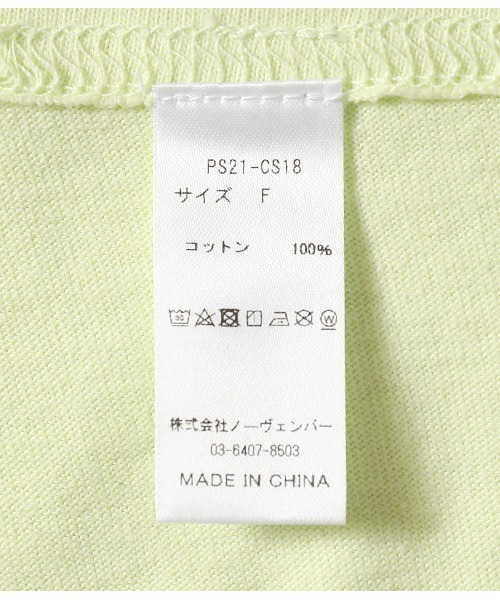 PS21-CS18
サイズ F
コットン 100%
株式会社ノーヴェンバー
03-6407-8503
MADE IN CHINA